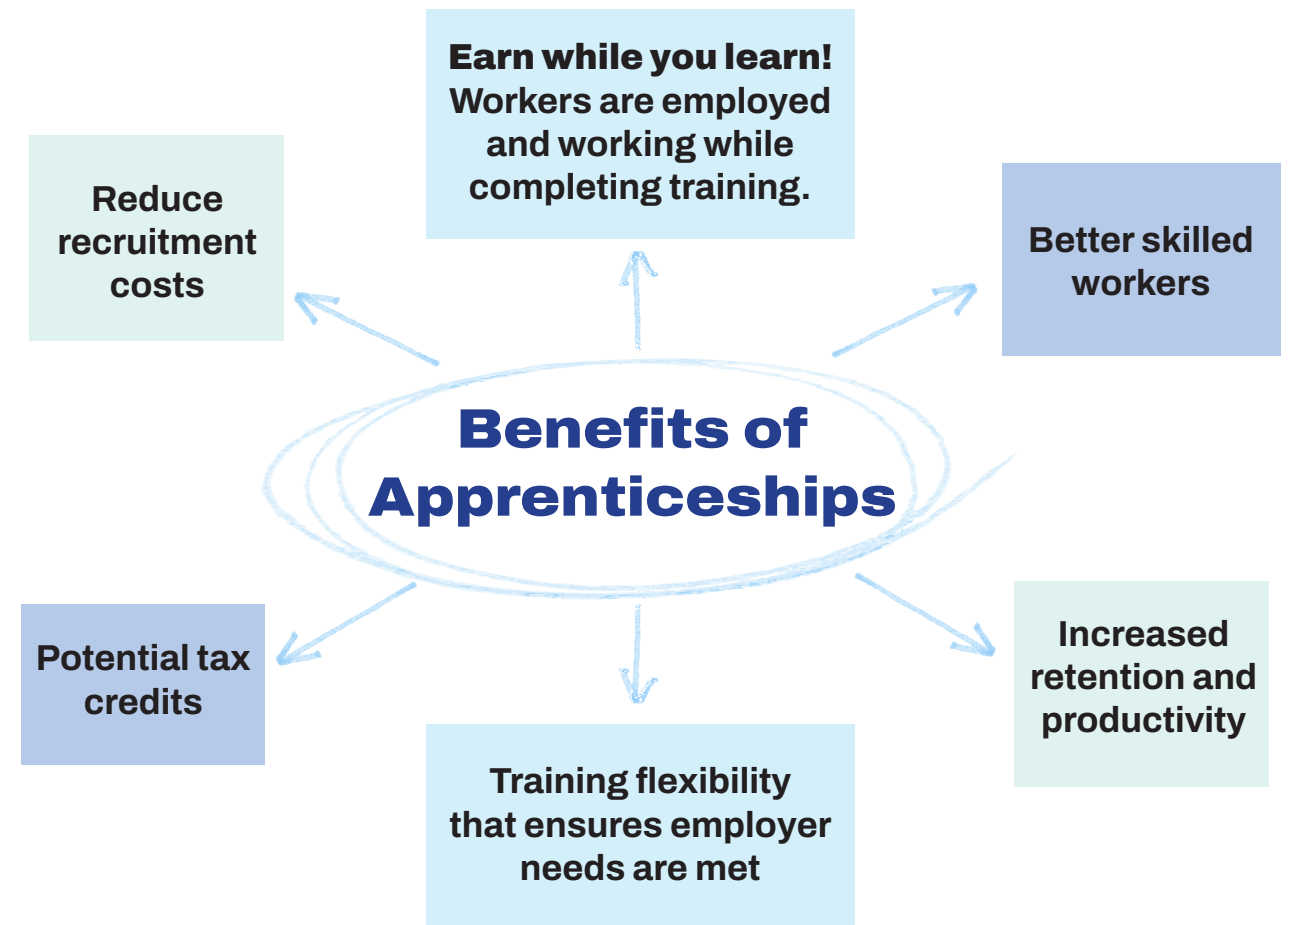 Earn while you learn!
Workers are employed
and working while
completing training.
Reduce
recruitment
costs
Better skilled
workers
Benefits of
Apprenticeships
Potential tax
credits
Increased
retention and
productivity
Training flexibility
that ensures employer
needs are met